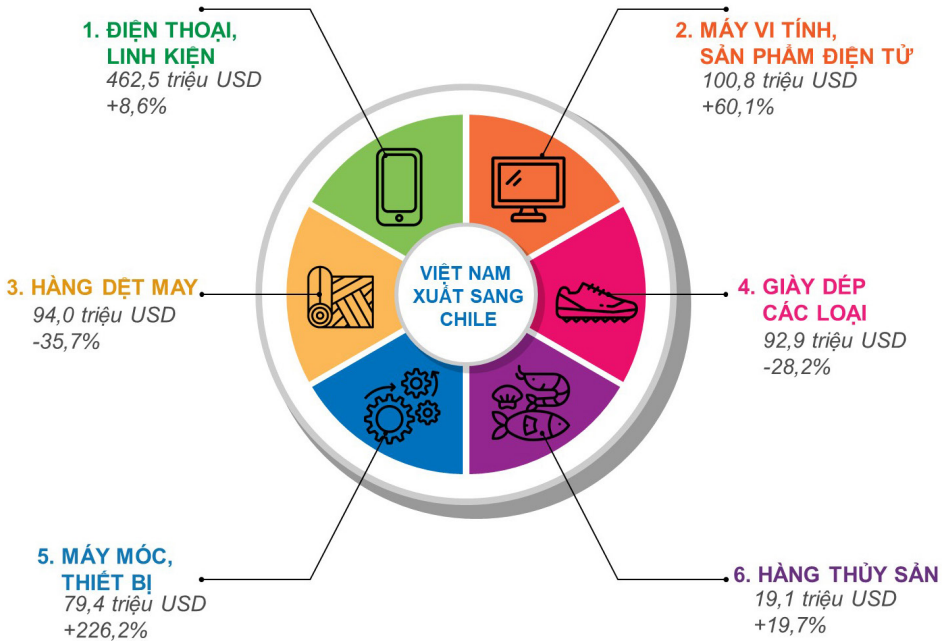 1. ĐIỆN THOẠI,
LINH KIỆN
462,5 triệu USD
+8,6%
2. MÁY VI TÍNH,
SẢN PHẨM ĐIỆN TỬ
100,8 triệu USD
+60,1%
3. HÀNG DỆT MAY
94,0 triệu USD
-35,7%
VIỆT NAM
XUẤT SANG
CHILE
4. GIÀY DÉP
CÁC LOẠI
92,9 triệu USD
-28,2%
5. MÁY MÓC,
THIẾT BỊ
79,4 triệu USD
+226,2%
6. HÀNG THỦY SẢN
19,1 triệu USD
+19,7%